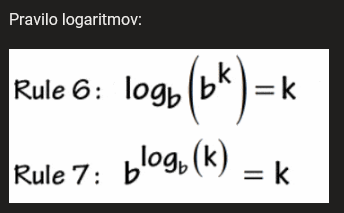 Pravilo logaritmov:
Rule 6: log_b(b^k) = k
Rule 7: b^{log_b(k)} = k